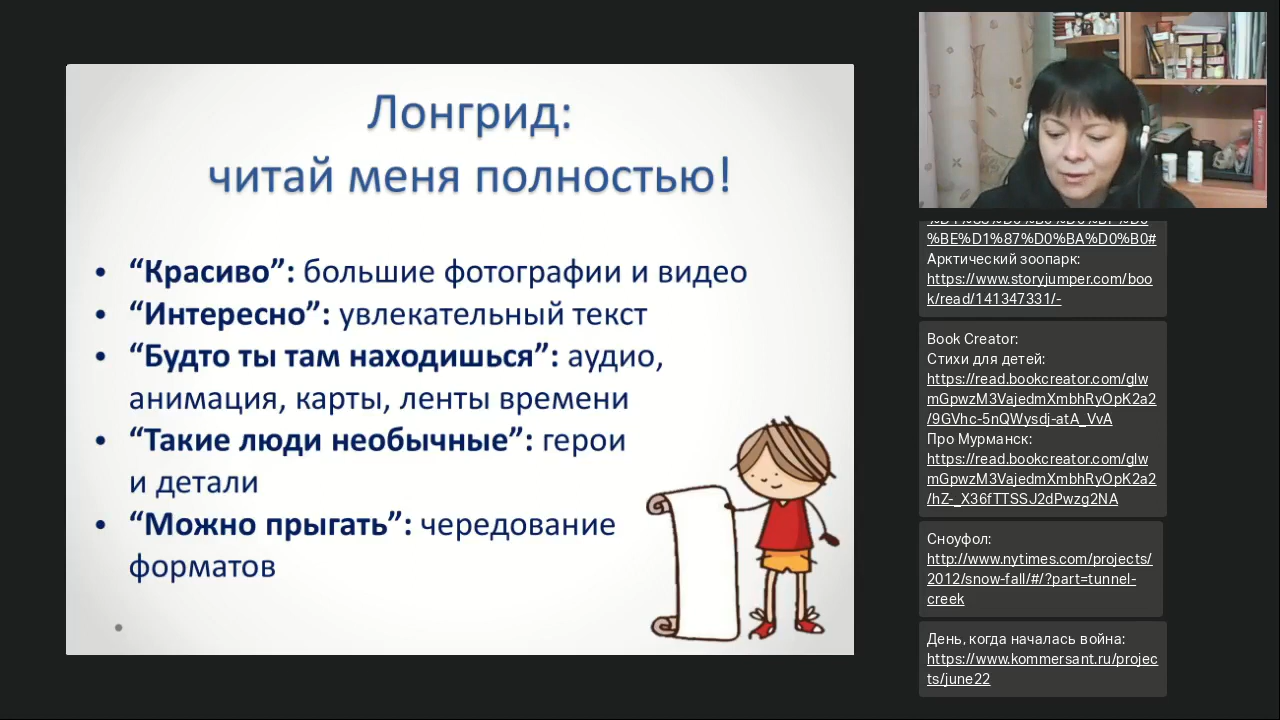 Лонгрид:
читай меня полностью!
• “Красиво”: большие фотографии и видео
• “Интересно”: увлекательный текст
• “Будто ты там находишься”: аудио,
анимация, карты, ленты времени
• “Такие люди необычные”: герои
и детали
• “Можно прыгать”: чередование
форматов
%BE%D1%87%D0%BA%D0%B0#
Арктический зоопарк:
https://www.storyjumper.com/boo
k/read/141347331/-
Book Creator:
Стихи для детей:
https://read.bookcreator.com/glw
mGpwzM3VajedmXmbhRyOpK2a2
/9GVhc-5nQWysdj-atA_VvA
Про Мурманск:
https://read.bookcreator.com/glw
mGpwzM3VajedmXmbhRyOpK2a2
/hZ-_X36fTTSSJ2dPwzg2NA
Сноуфол:
http://www.nytimes.com/projects/
2012/snow-fall/#/?part=tunnel-
creek
День, когда началась война:
https://www.kommersant.ru/projec
ts/june22